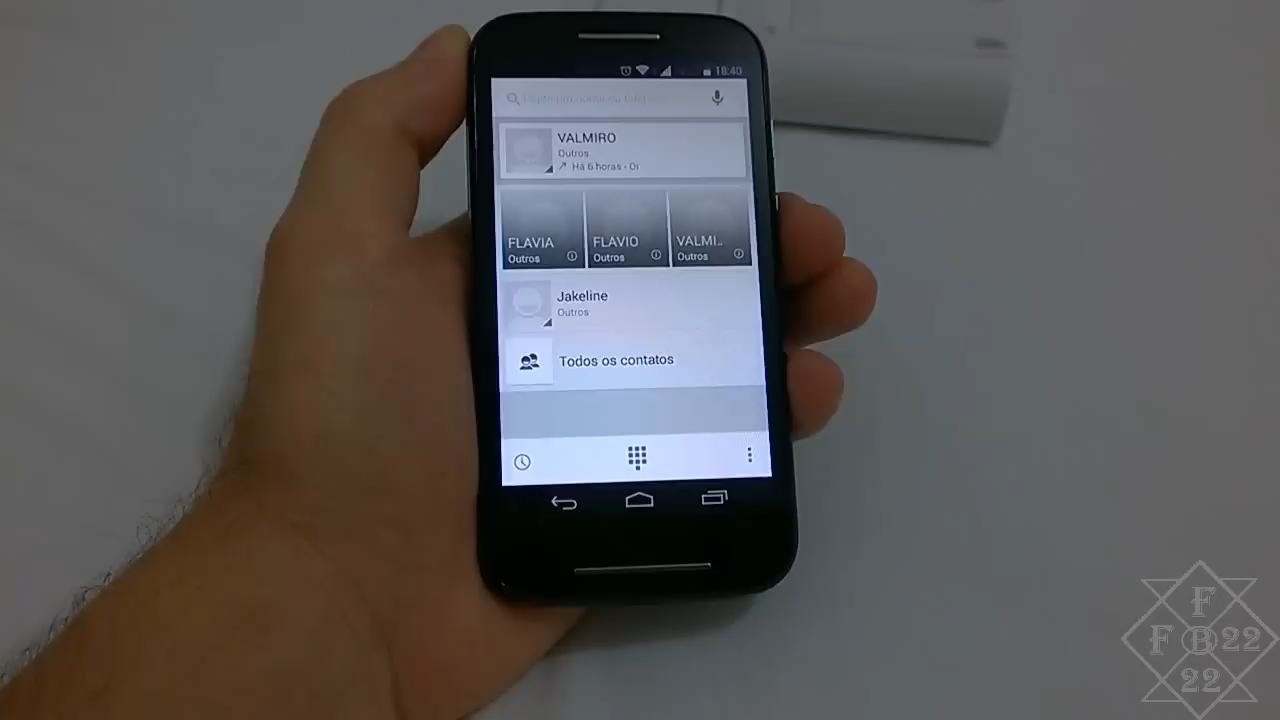 18:40
VALMIRO
Outros
Há 6 horas - Oi
FLAVIA
Outros
FLAVIO
Outros
VALMI..
Outros
Jakeline
Outros
Todos os contatos
F
F B 22
22